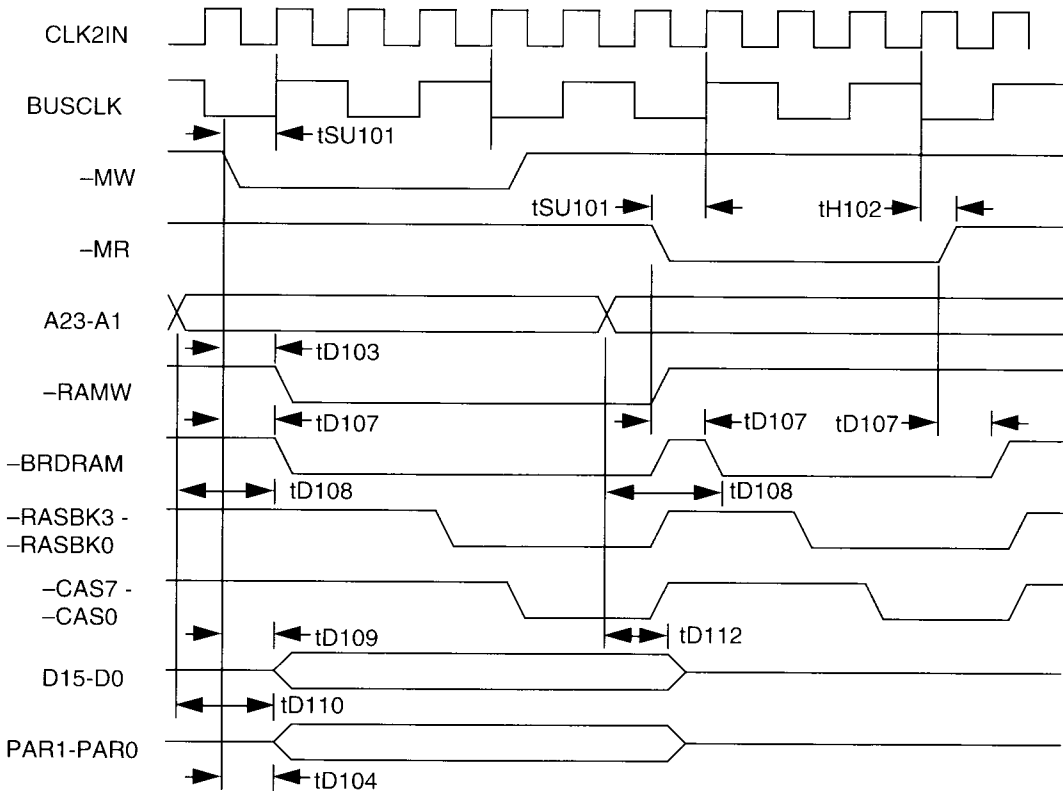 CLK2IN
BUSCLK
tSU101
–MW
tSU101
tH102
–MR
A23-A1
tD103
–RAMW
tD107
tD107
tD107
–BRDRAM
tD108
tD108
–RASBK3 -
–RASBK0
–CAS7 -
–CAS0
tD109
tD112
D15-D0
tD110
PAR1-PAR0
tD104